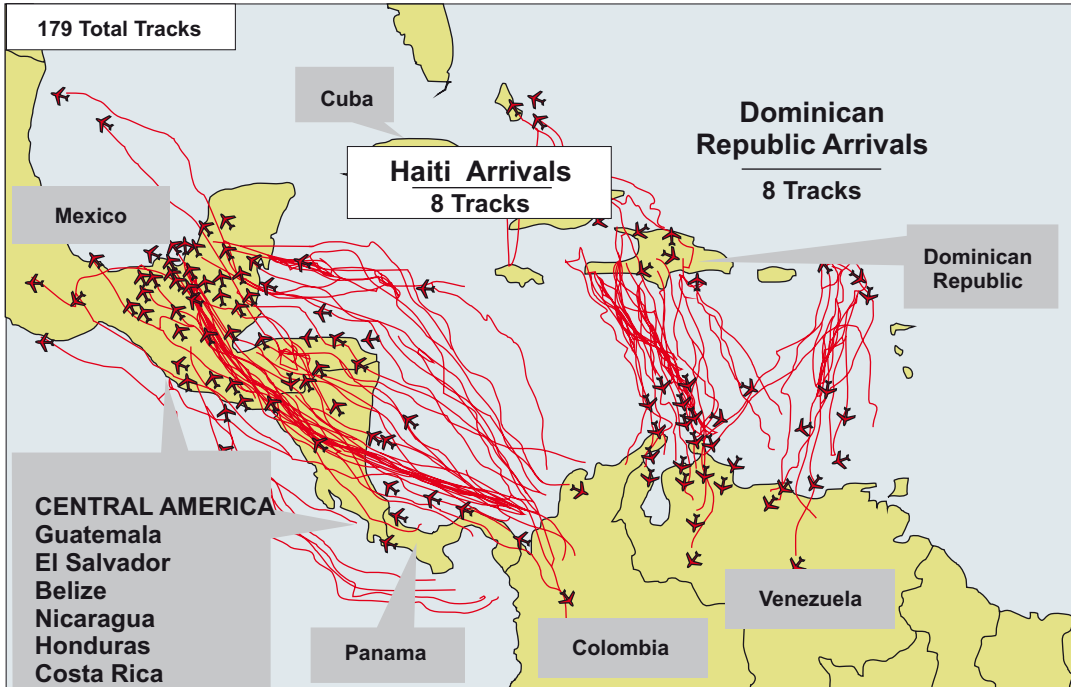 179 Total Tracks
Cuba
Dominican
Republic Arrivals
8 Tracks
Haiti Arrivals
8 Tracks
Mexico
Dominican
Republic
CENTRAL AMERICA
Guatemala
El Salvador
Belize
Nicaragua
Honduras
Costa Rica
Panama
Colombia
Venezuela